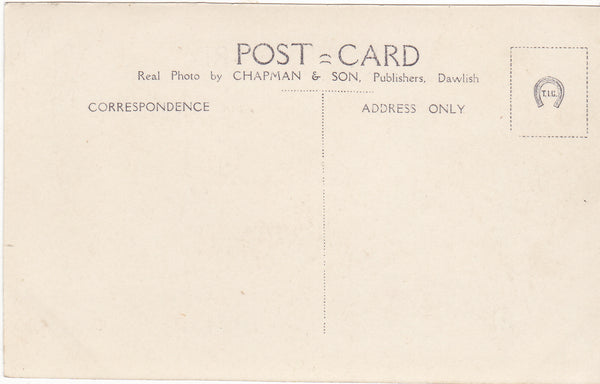 POST = CARD
Real Photo by CHAPMAN & SON, Publishers, Dawlish
CORRESPONDENCE
ADDRESS ONLY
T.I.C.